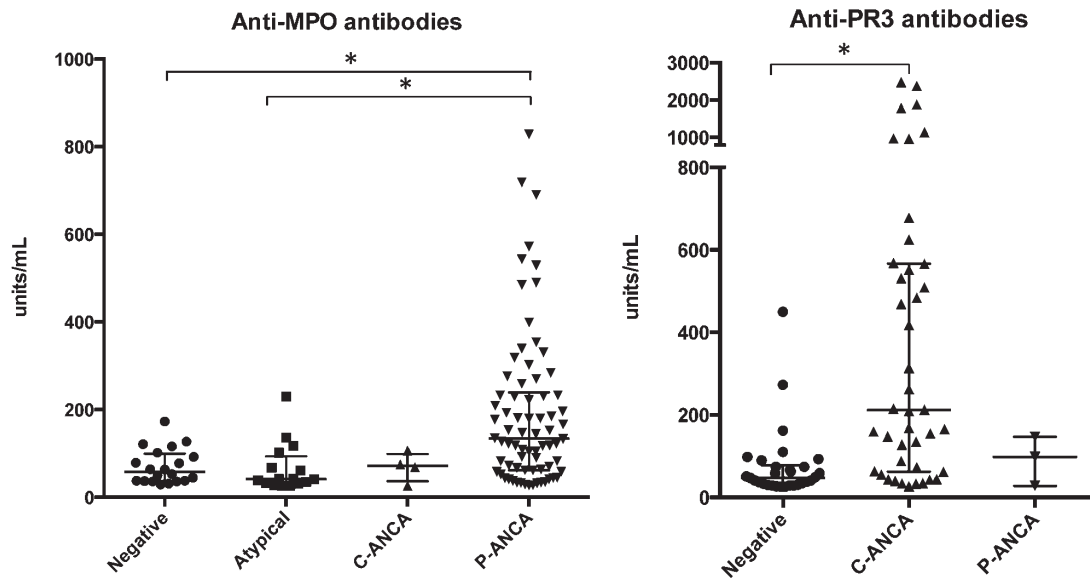 Anti-MPO antibodies
1000
800
600
400
200
0
units/mL
*
*
Negative
Atypical
C-ANCA
P-ANCA
Anti-PR3 antibodies
3000
2000
1000
800
600
400
200
0
units/mL
*
Negative
C-ANCA
P-ANCA